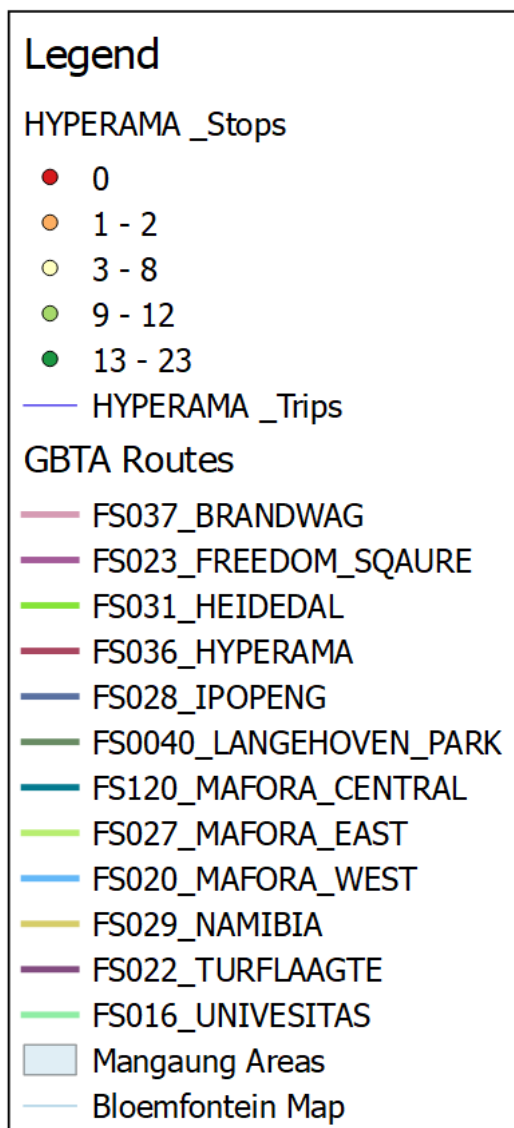 Legend
HYPERAMA _Stops
0
1 - 2
3 - 8
9 - 12
13 - 23
HYPERAMA _Trips
GBTA Routes
FS037_BRANDWAG
FS023_FREEDOM_SQAURE
FS031_HEIDEDAL
FS036_HYPERAMA
FS028_IPOPENG
FS0040_LANGEHOVEN_PARK
FS120_MAFORA_CENTRAL
FS027_MAFORA_EAST
FS020_MAFORA_WEST
FS029_NAMIBIA
FS022_TURFLAAGTE
FS016_UNIVESITAS
Mangaung Areas
Bloemfontein Map